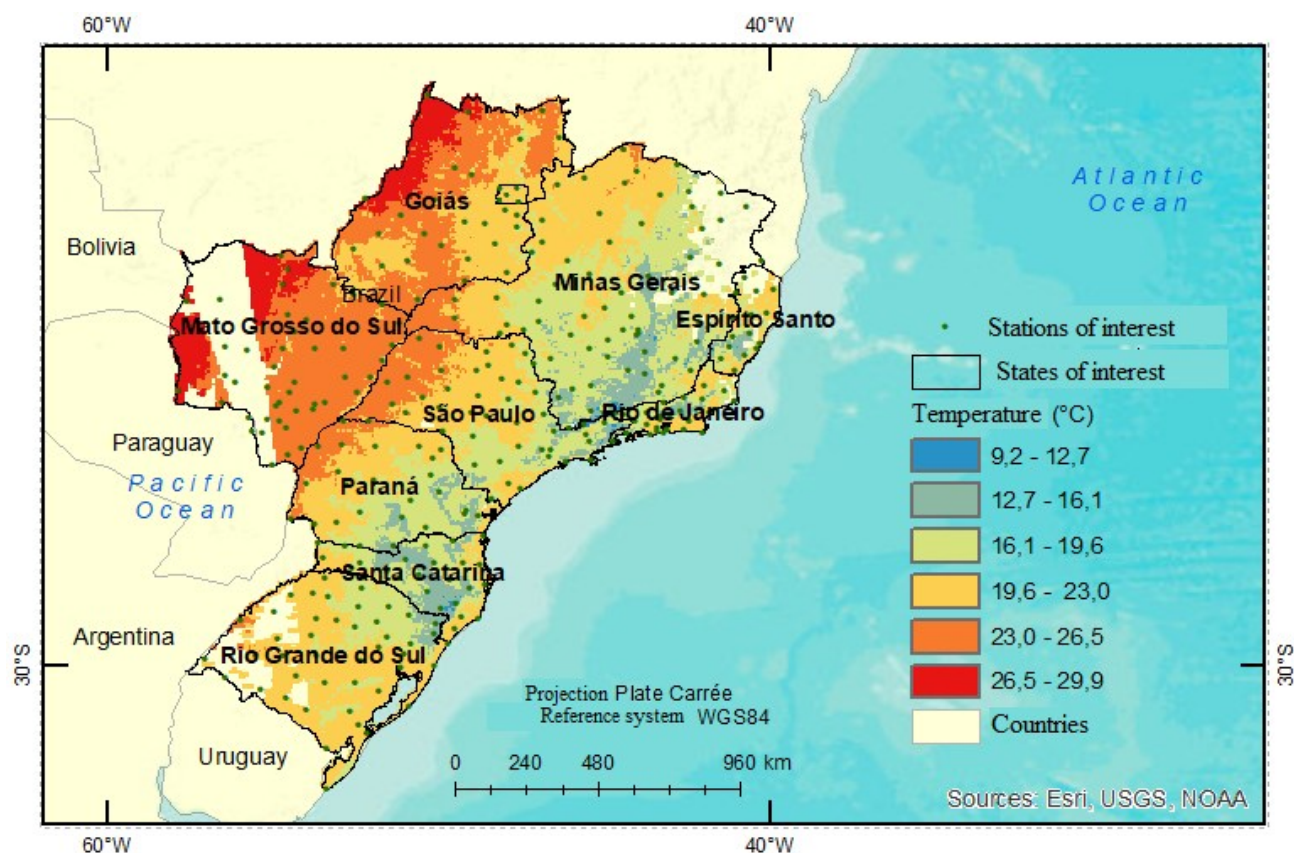 60°W
40°W
Atlantic
Ocean
Goiás
Bolivia
Minas Gerais
Brazil
Mato Grosso do Sul
Espírito Santo
Stations of interest
States of interest
São Paulo
Rio de Janeiro
Temperature (°C)
Paraguay
9,2 - 12,7
Pacific
Ocean
Paraná
12,7 - 16,1
16,1 - 19,6
Santa Catarina
19,6 - 23,0
Argentina
23,0 - 26,5
Rio Grande do Sul
30°S
30°S
26,5 - 29,9
Projection Plate Carrée
Reference system WGS84
Countries
Uruguay
0 240 480 960 km
Sources: Esri, USGS, NOAA
60°W
40°W